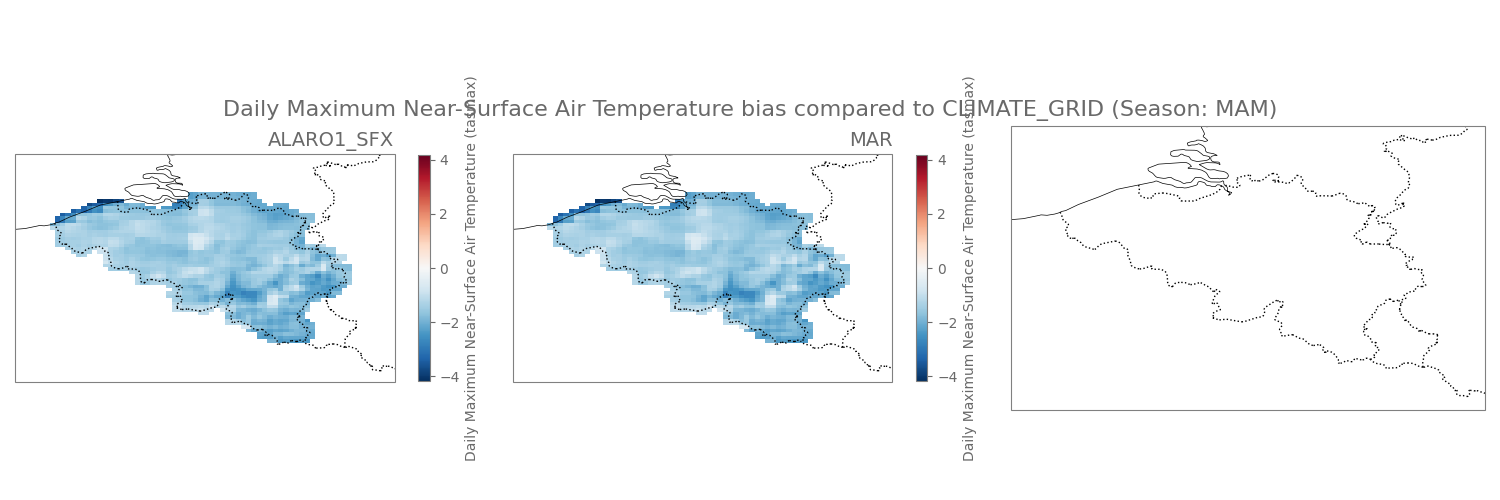 Daily Maximum Near-Surface Air Temperature bias compared to CLIMATE_GRID (Season: MAM)
ALARO1_SFX
4
2
0
−2
−4
Daily Maximum Near-Surface Air Temperature (tasmax)
MAR
4
2
0
−2
−4
Daily Maximum Near-Surface Air Temperature (tasmax)